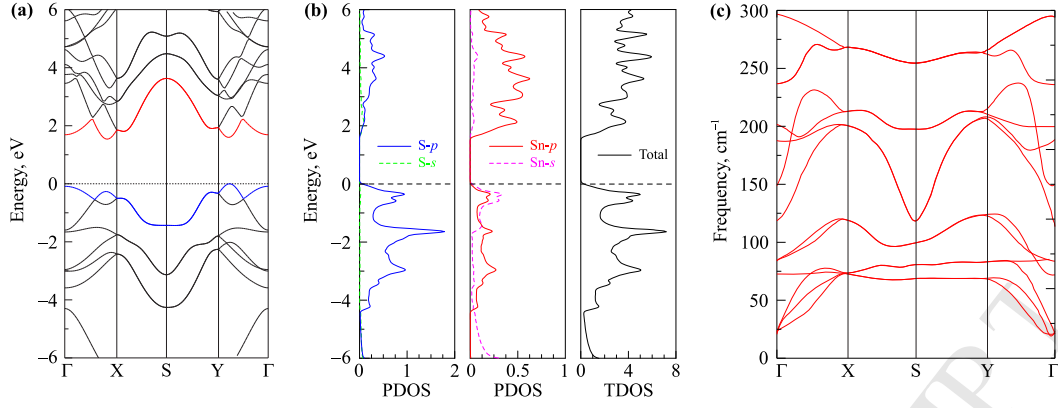 (a)
Energy, eV
6
4
2
0
−2
−4
−6
Γ X S Y Γ
(b)
Energy, eV
6
4
2
0
−2
−4
−6
S-p
S-s
0 1 2
PDOS
Sn-p
Sn-s
0 0.5 1
PDOS
Total
0 4 8
TDOS
(c)
Frequency, cm⁻¹
300
250
200
150
100
50
0
Γ X S Y Γ